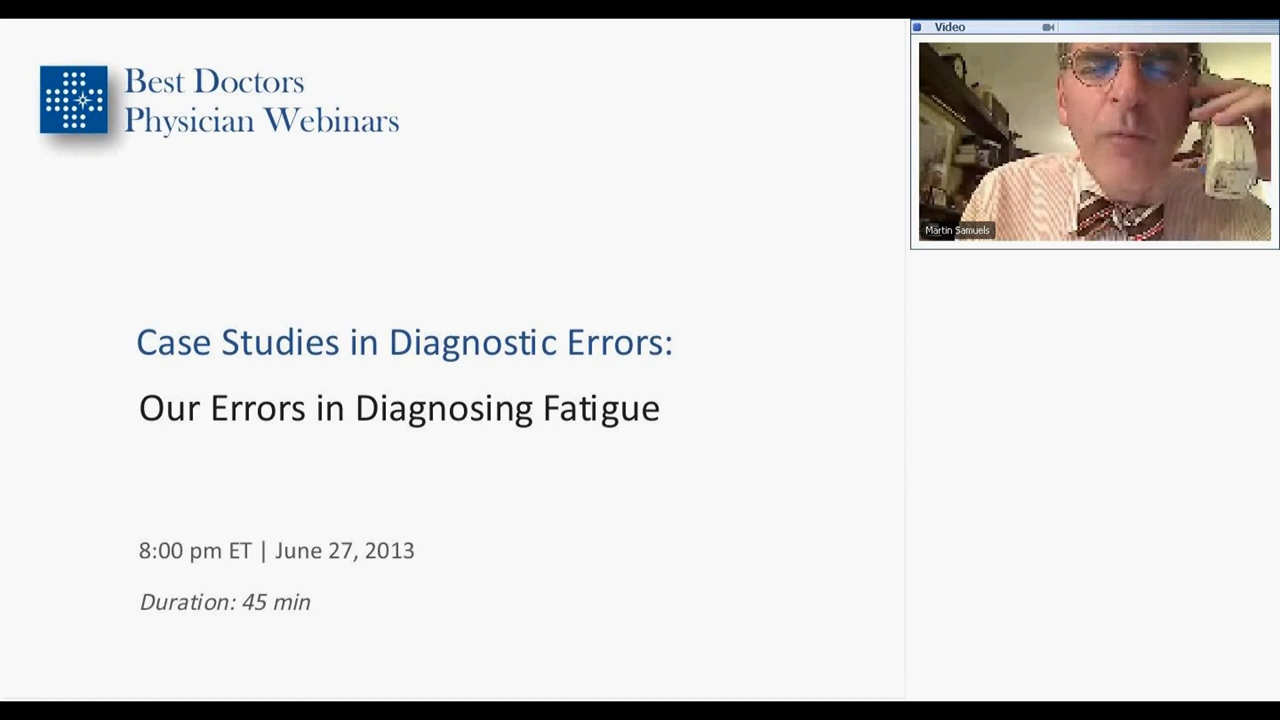 Best Doctors
Physician Webinars
Video
Martin Samuels
Case Studies in Diagnostic Errors:
Our Errors in Diagnosing Fatigue
8:00 pm ET | June 27, 2013
Duration: 45 min